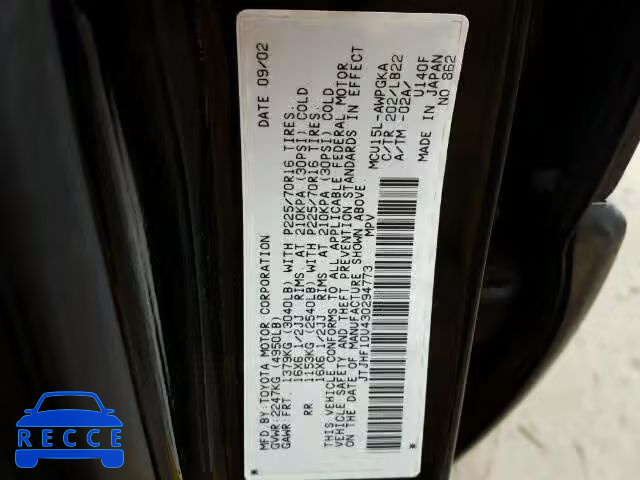 MFD.BY:TOYOTA MOTOR CORPORATION DATE 09/02
GVWR:2247KG (4950LB)
GAWR:FRT. 1379KG (3040LB) WITH P225/70R16 TIRES.
16X6 1/2JJ RIMS. AT 210KPA (30PSI) COLD
RR 1153KG (2540LB) WITH P225/70R16 TIRES.
16X6 1/2JJ RIMS. AT 210KPA (30PSI) COLD
THIS VEHICLE CONFORMS TO ALL APPLICABLE FEDERAL MOTOR
VEHICLE SAFETY AND THEFT PREVENTION STANDARDS IN EFFECT
ON THE DATE OF MANUFACTURE SHOWN ABOVE.
* JTJHF10U430294773 MPV *
MCU15L-AWPGKA
C/TR 202/LB22
A/TM -02A/ U140F
MADE IN JAPAN
NO 862
RECCE